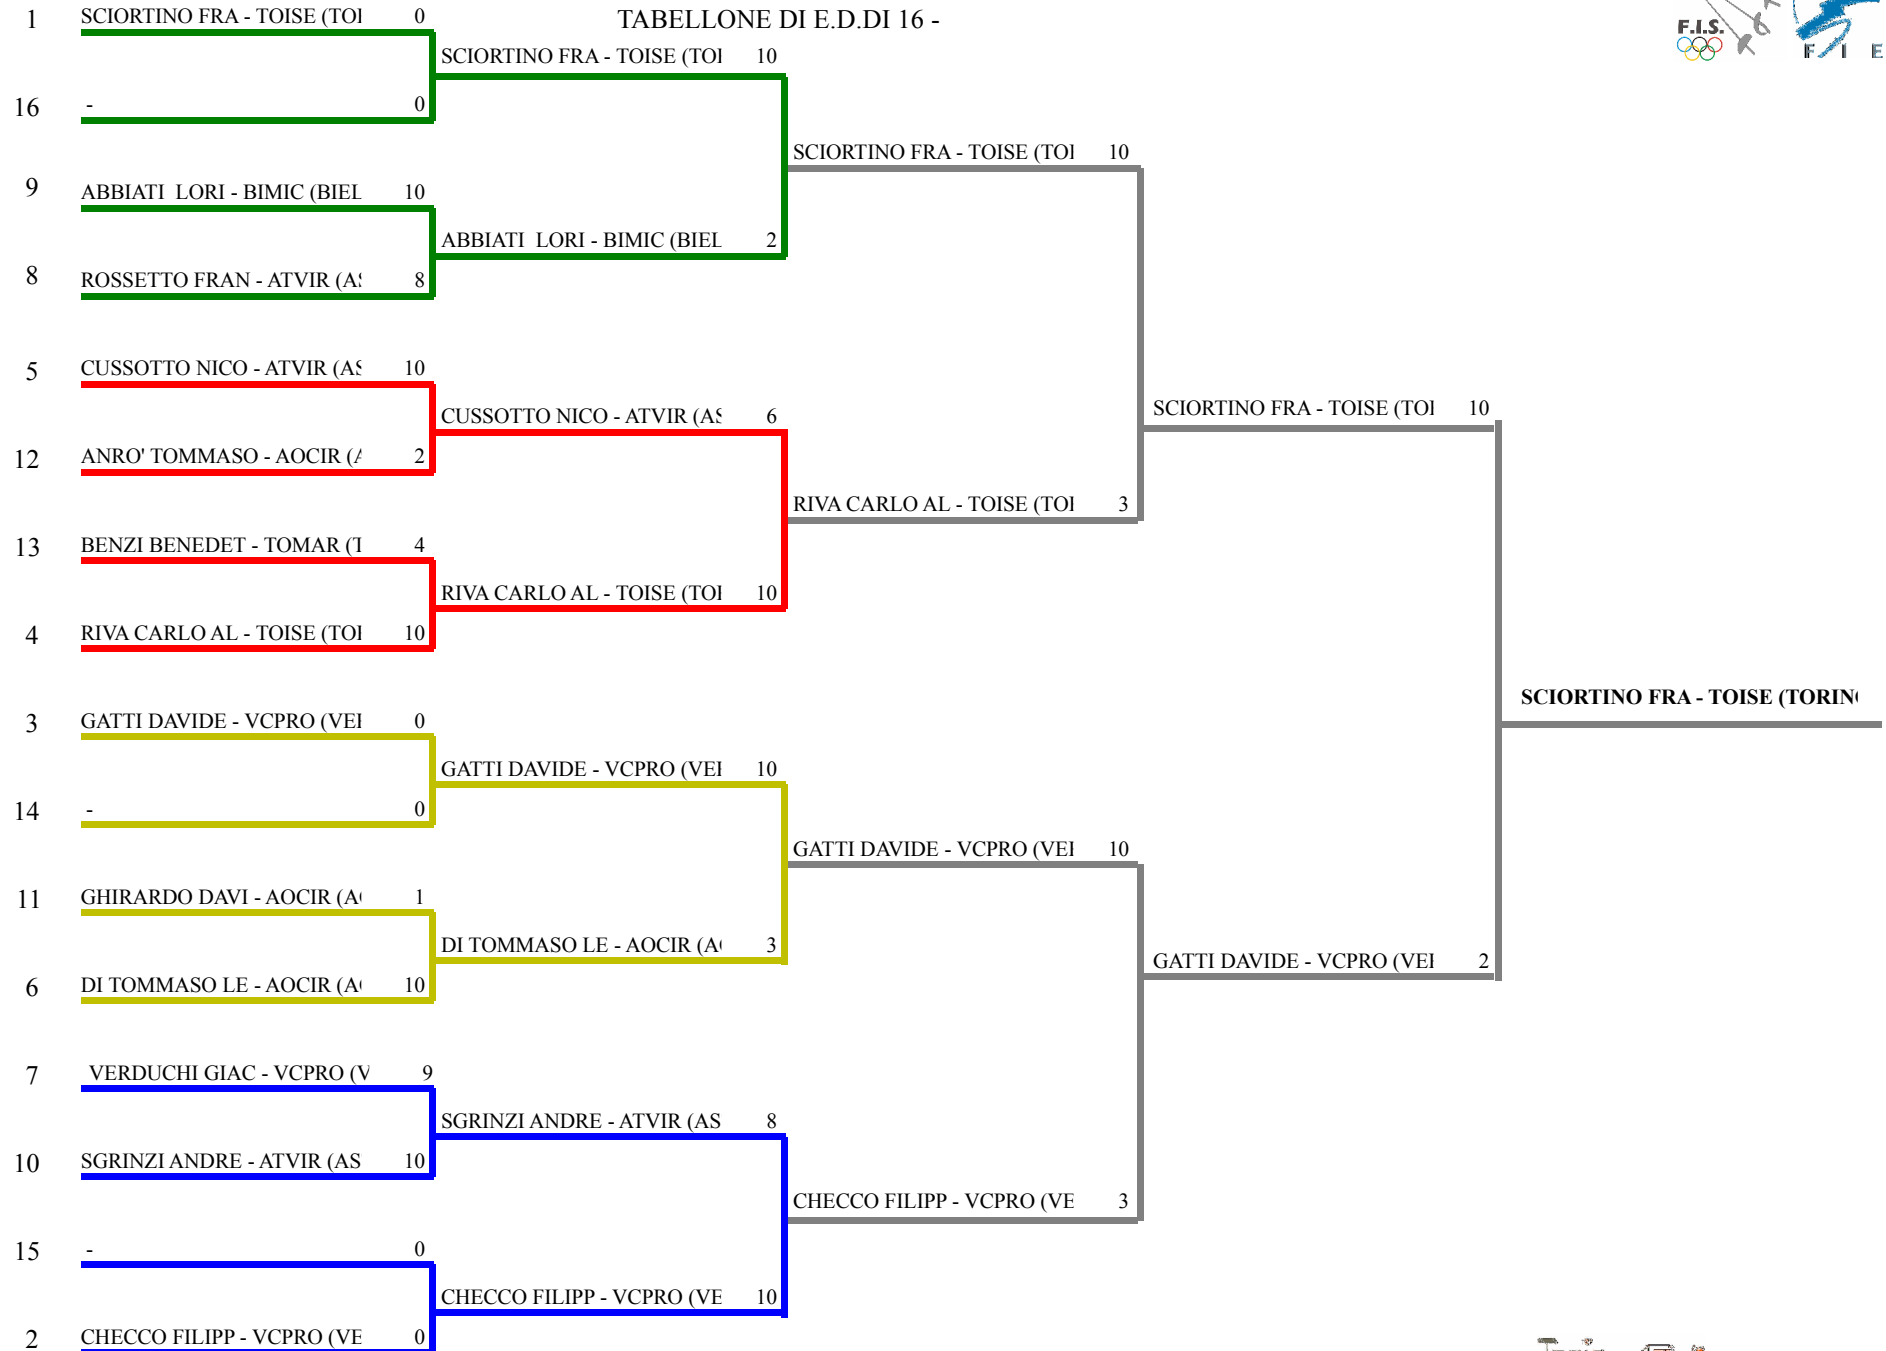 TABELLONE DI E.D.DI 16 -
F.I.S.
F I E
1 SCIORTINO FRA - TOISE (TOI 0
SCIORTINO FRA - TOISE (TOI 10
16 - 0
SCIORTINO FRA - TOISE (TOI 10
9 ABBIATI LORI - BIMIC (BIEL 10
ABBIATI LORI - BIMIC (BIEL 2
8 ROSSETTO FRAN - ATVIR (AS 8
5 CUSSOTTO NICO - ATVIR (AS 10
SCIORTINO FRA - TOISE (TOI 10
CUSSOTTO NICO - ATVIR (AS 6
12 ANRO' TOMMASO - AOCIR (A 2
RIVA CARLO AL - TOISE (TOI 3
13 BENZI BENEDET - TOMAR (T 4
RIVA CARLO AL - TOISE (TOI 10
4 RIVA CARLO AL - TOISE (TOI 10
SCIORTINO FRA - TOISE (TORINO
3 GATTI DAVIDE - VCPRO (VEI 0
GATTI DAVIDE - VCPRO (VEI 10
14 - 0
GATTI DAVIDE - VCPRO (VEI 10
11 GHIRARDO DAVI - AOCIR (A 1
DI TOMMASO LE - AOCIR (A 3
GATTI DAVIDE - VCPRO (VEI 2
6 DI TOMMASO LE - AOCIR (A 10
7 VERDUCHI GIAC - VCPRO (V 9
SGRINZI ANDRE - ATVIR (AS 8
10 SGRINZI ANDRE - ATVIR (AS 10
CHECCO FILIPP - VCPRO (VE 3
15 - 0
CHECCO FILIPP - VCPRO (VE 10
2 CHECCO FILIPP - VCPRO (VE 0